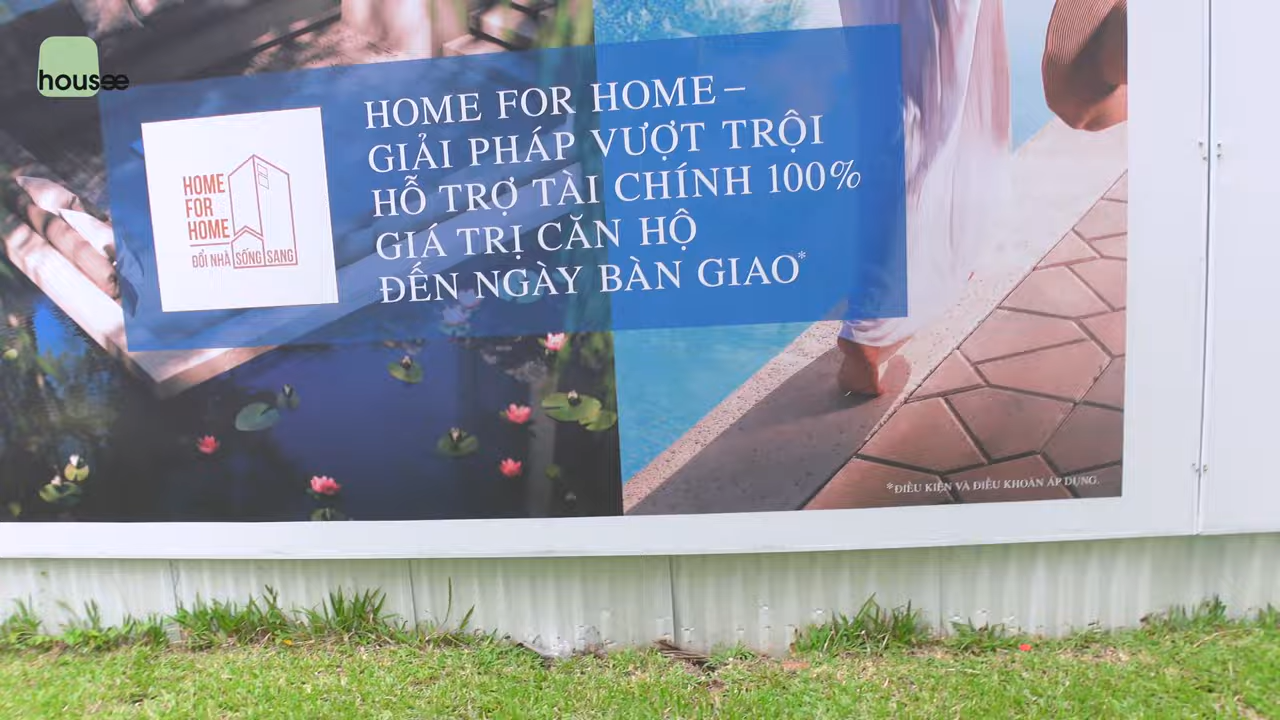 housee
HOME FOR HOME –
GIẢI PHÁP VƯỢT TRỘI
HỖ TRỢ TÀI CHÍNH 100%
GIÁ TRỊ CĂN HỘ
ĐẾN NGÀY BÀN GIAO*
HOME
FOR
HOME
ĐỔI NHÀ SỐNG SANG
*ĐIỀU KIỆN VÀ ĐIỀU KHOẢN ÁP DỤNG.